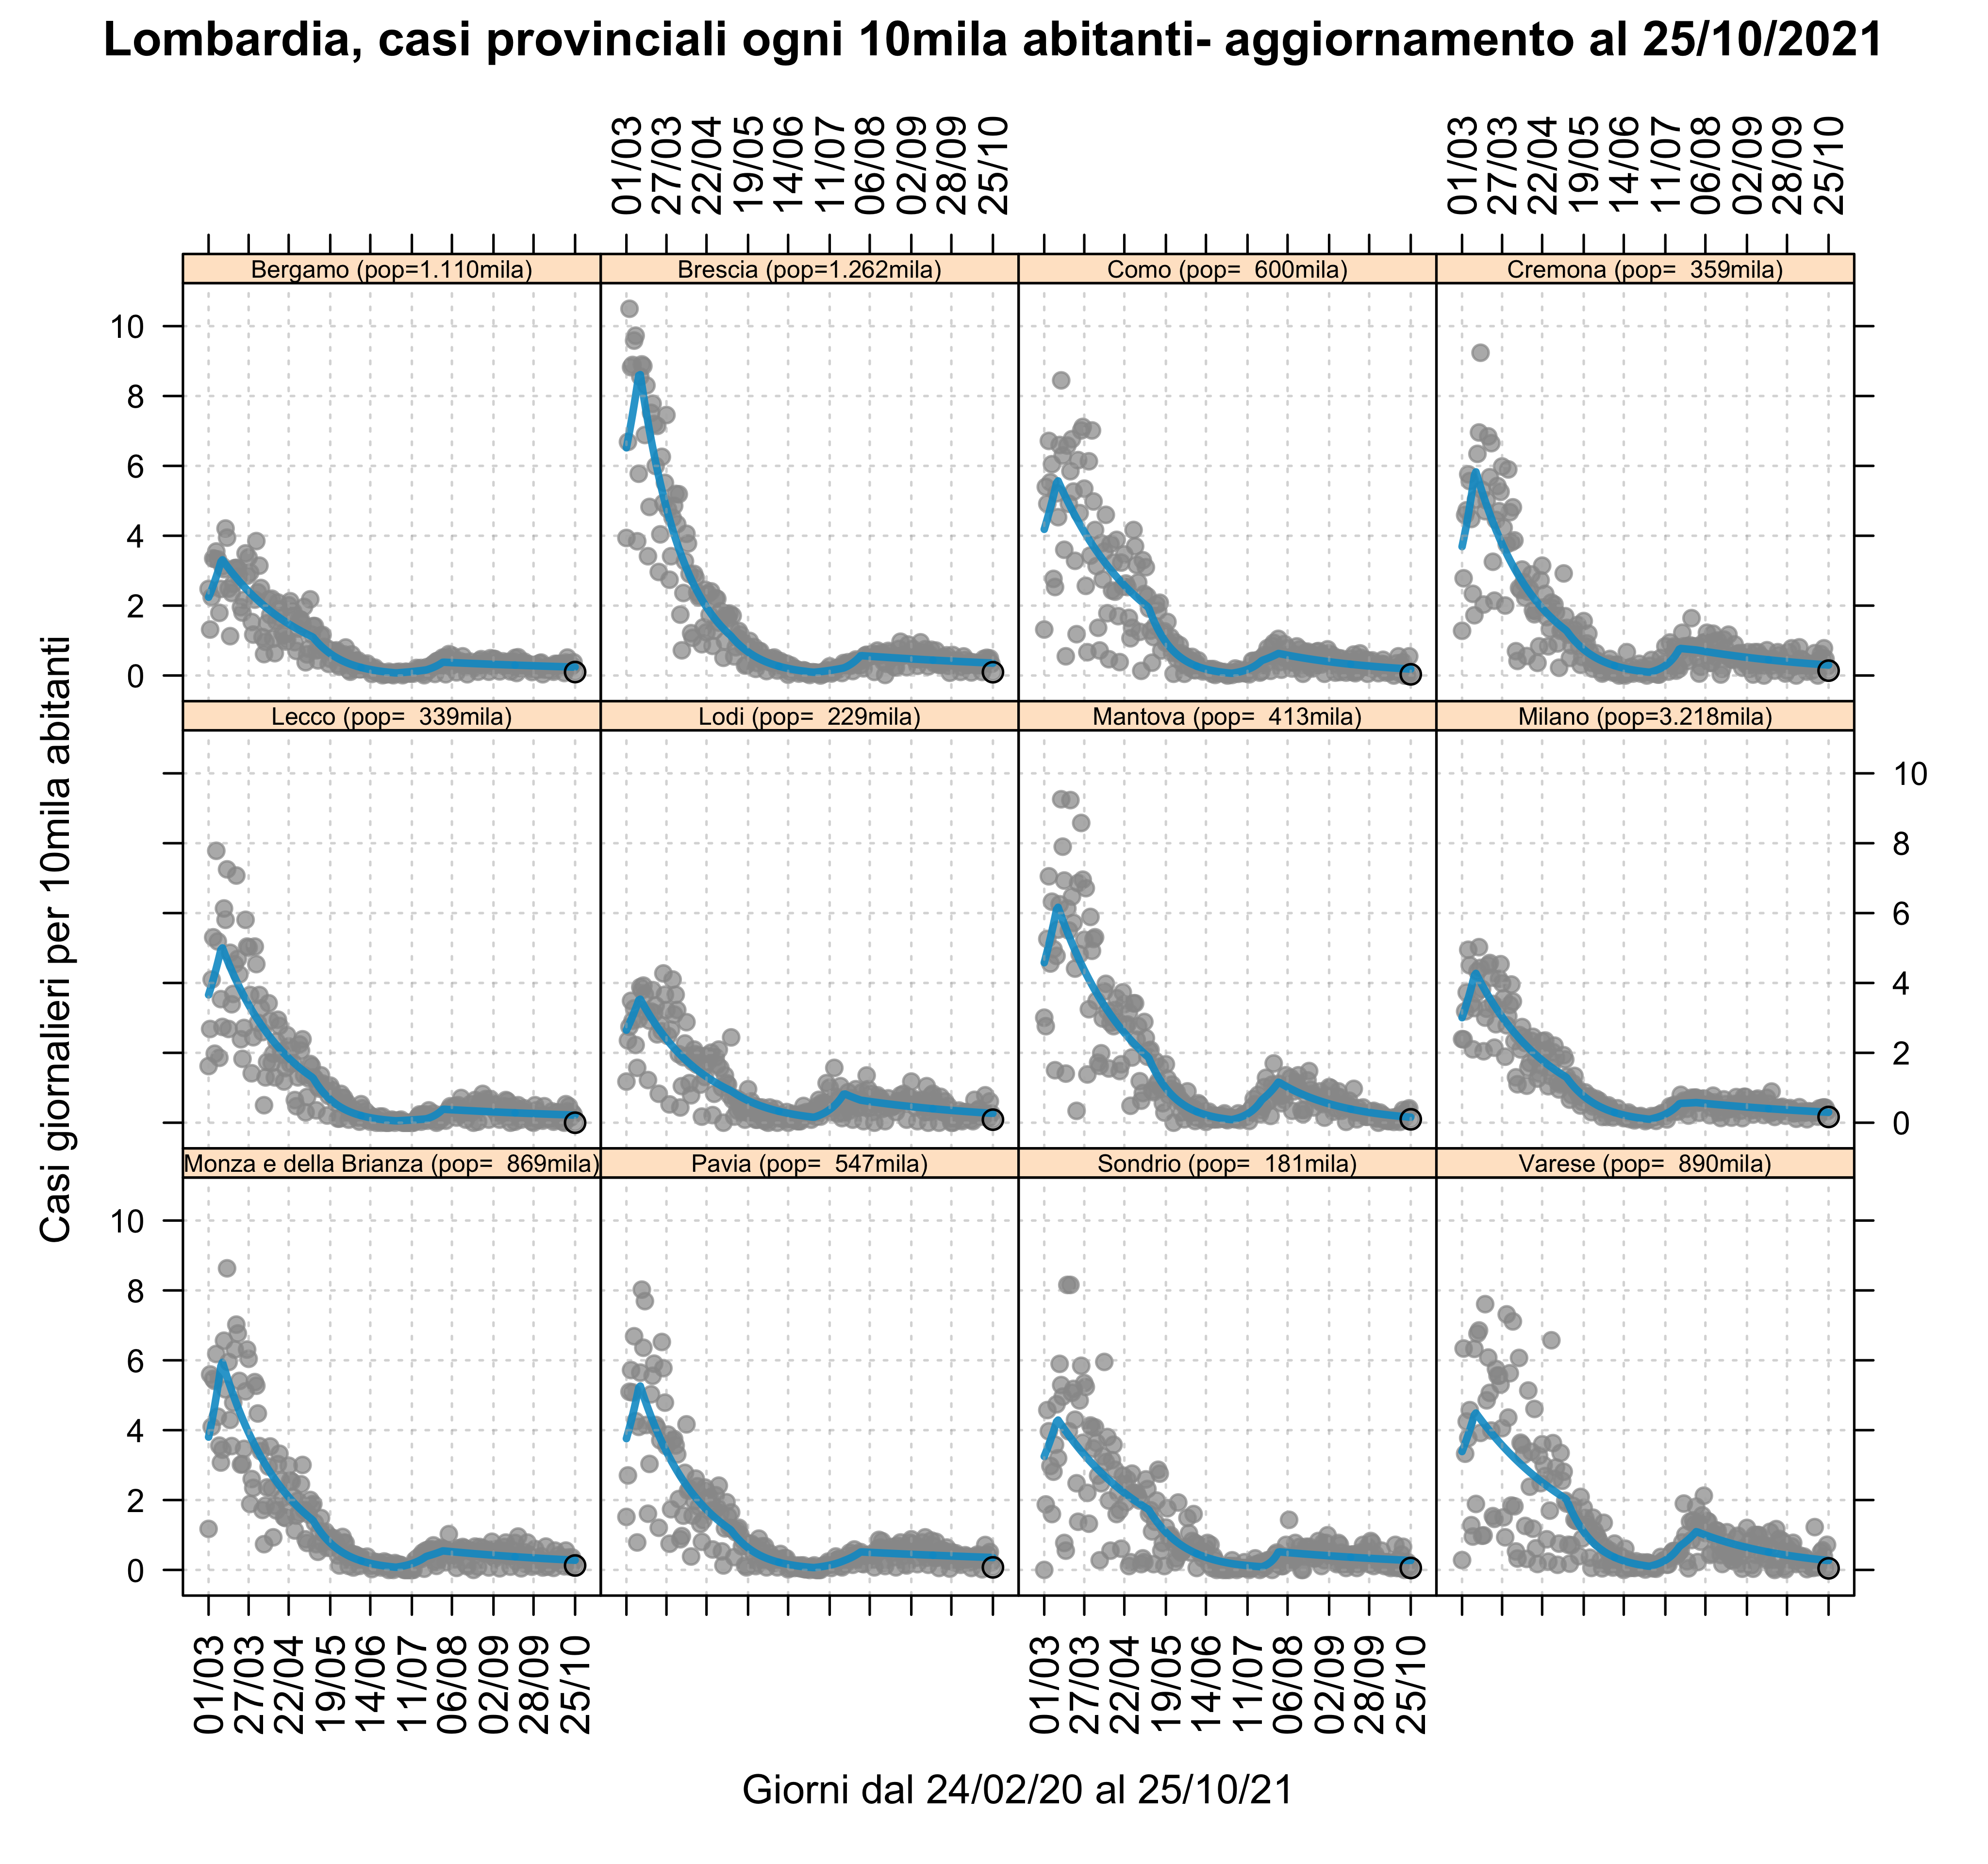 Lombardia, casi provinciali ogni 10mila abitanti- aggiornamento al 25/10/2021
01/03 27/03 22/04 19/05 14/06 11/07 06/08 02/09 28/09 25/10
01/03 27/03 22/04 19/05 14/06 11/07 06/08 02/09 28/09 25/10
Bergamo (pop=1.110mila)
Brescia (pop=1.262mila)
Como (pop= 600mila)
Cremona (pop= 359mila)
10
8
6
4
2
0
Casi giornalieri per 10mila abitanti
Lecco (pop= 339mila)
Lodi (pop= 229mila)
Mantova (pop= 413mila)
Milano (pop=3.218mila)
10
8
6
4
2
0
Monza e della Brianza (pop= 869mila)
Pavia (pop= 547mila)
Sondrio (pop= 181mila)
Varese (pop= 890mila)
10
8
6
4
2
0
01/03 27/03 22/04 19/05 14/06 11/07 06/08 02/09 28/09 25/10
01/03 27/03 22/04 19/05 14/06 11/07 06/08 02/09 28/09 25/10
Giorni dal 24/02/20 al 25/10/21